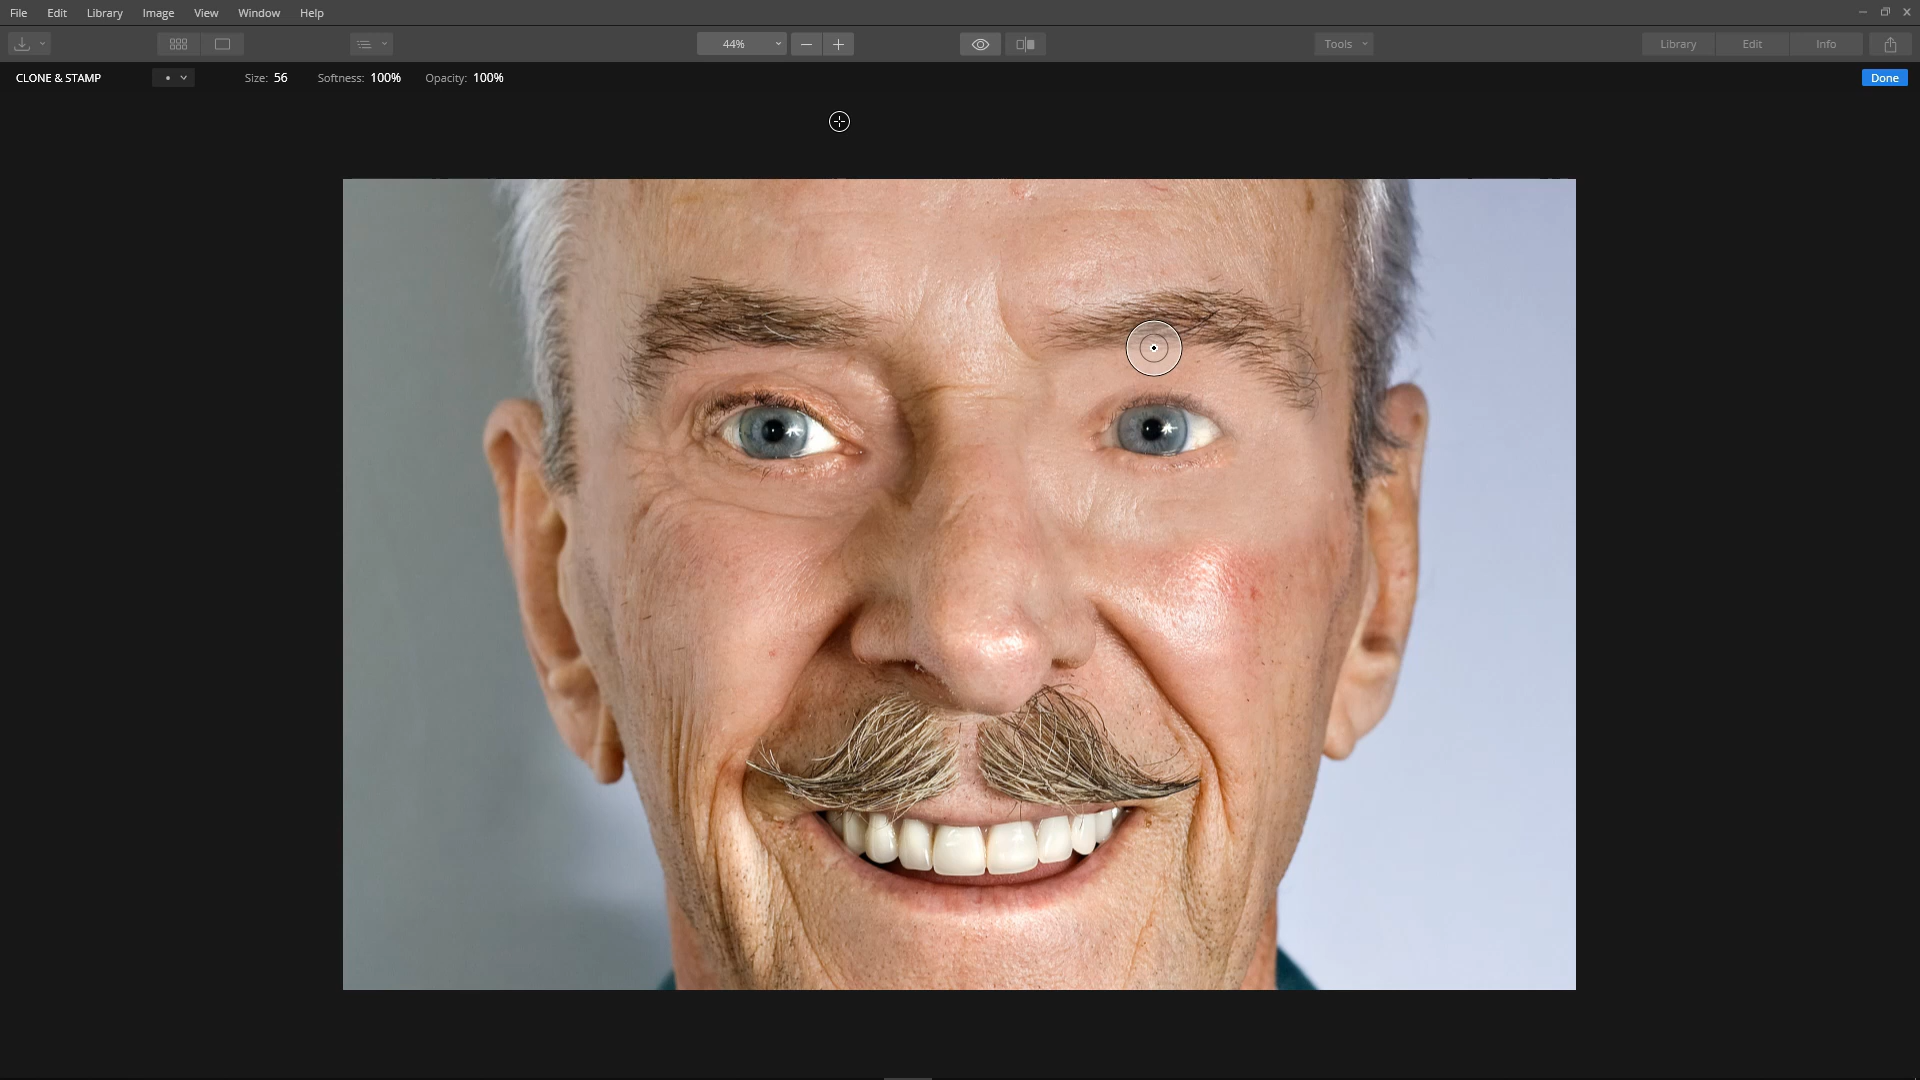 File Edit Library Image View Window Help
44% Tools Library Edit Info
CLONE & STAMP Size: 56 Softness: 100% Opacity: 100% Done